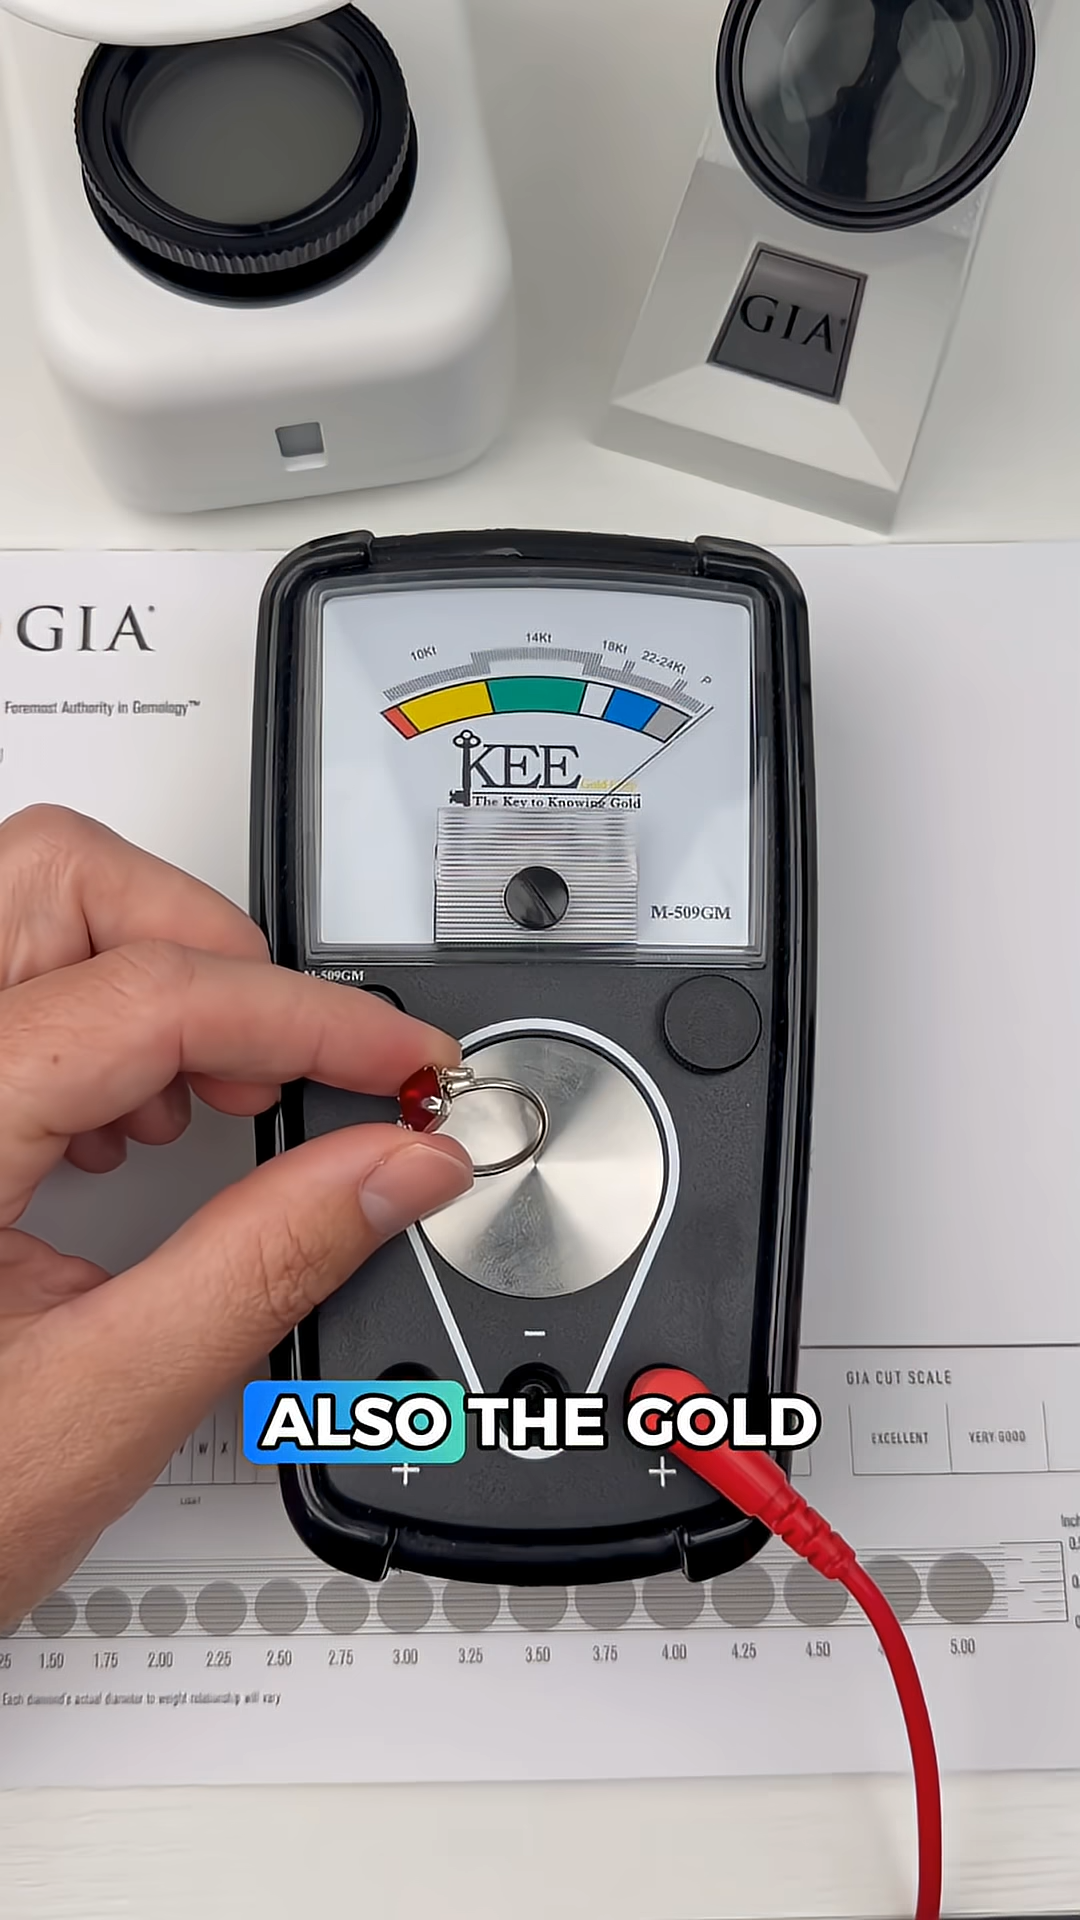 GIA®
GIA®
Foremost Authority in Gemology™
10Kt
14Kt
18Kt
22-24Kt
P
KEE
The Key to Knowing Gold
M-509GM
M-509GM
−
ALSO THE GOLD
+
+
GIA CUT SCALE
EXCELLENT
VERY GOOD
W X
LIGHT
1.50 1.75 2.00 2.25 2.50 2.75 3.00 3.25 3.50 3.75 4.00 4.25 4.50 5.00
Each diamond's actual diameter to weight relationship will vary